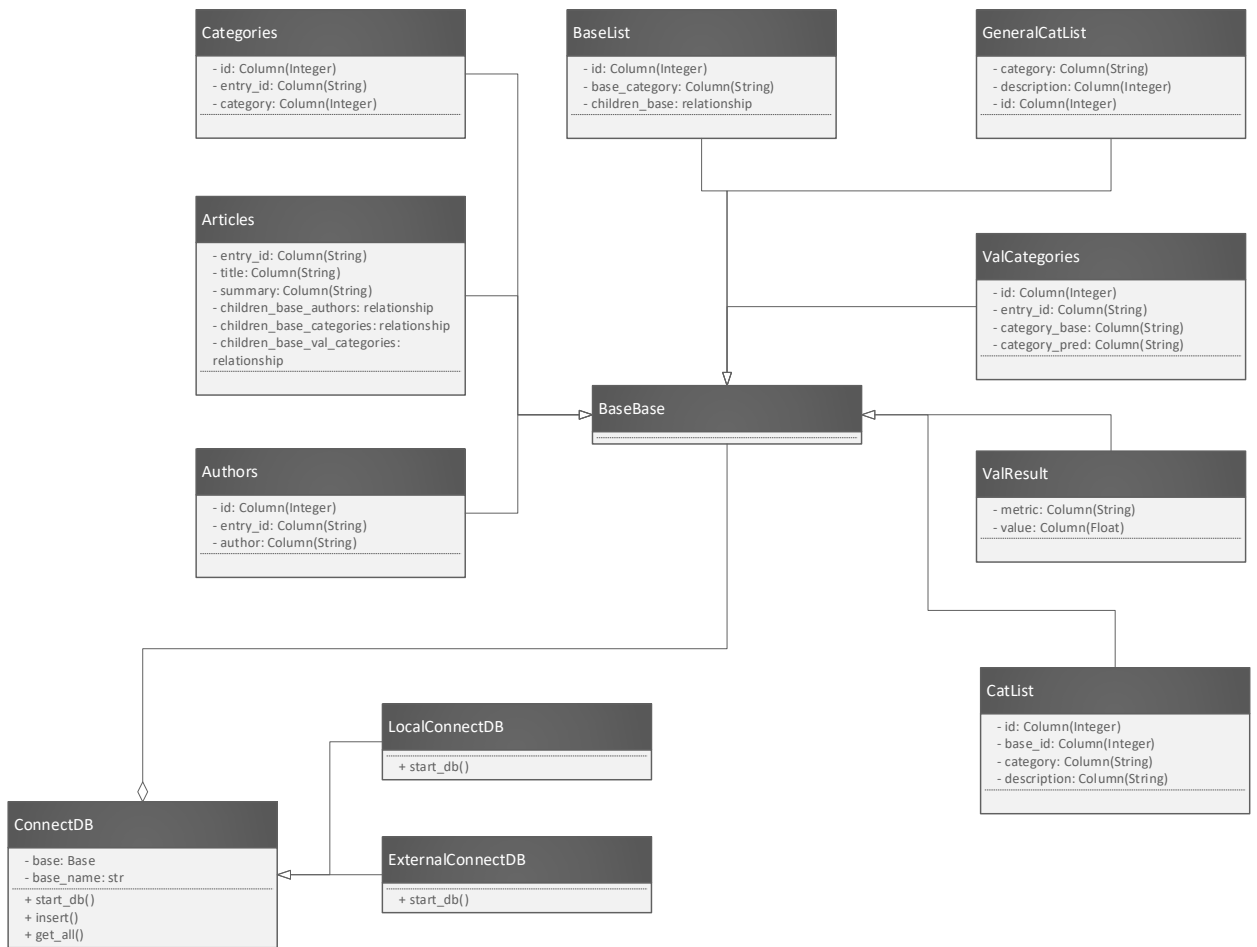 Categories
- id: Column(Integer)
- entry_id: Column(String)
- category: Column(Integer)
BaseList
- id: Column(Integer)
- base_category: Column(String)
- children_base: relationship
GeneralCatList
- category: Column(String)
- description: Column(Integer)
- id: Column(Integer)
Articles
- entry_id: Column(String)
- title: Column(String)
- summary: Column(String)
- children_base_authors: relationship
- children_base_categories: relationship
- children_base_val_categories:
relationship
ValCategories
- id: Column(Integer)
- entry_id: Column(String)
- category_base: Column(String)
- category_pred: Column(String)
BaseBase
Authors
- id: Column(Integer)
- entry_id: Column(String)
- author: Column(String)
ValResult
- metric: Column(String)
- value: Column(Float)
CatList
- id: Column(Integer)
- base_id: Column(Integer)
- category: Column(String)
- description: Column(String)
LocalConnectDB
+ start_db()
ConnectDB
- base: Base
- base_name: str
+ start_db()
+ insert()
+ get_all()
ExternalConnectDB
+ start_db()